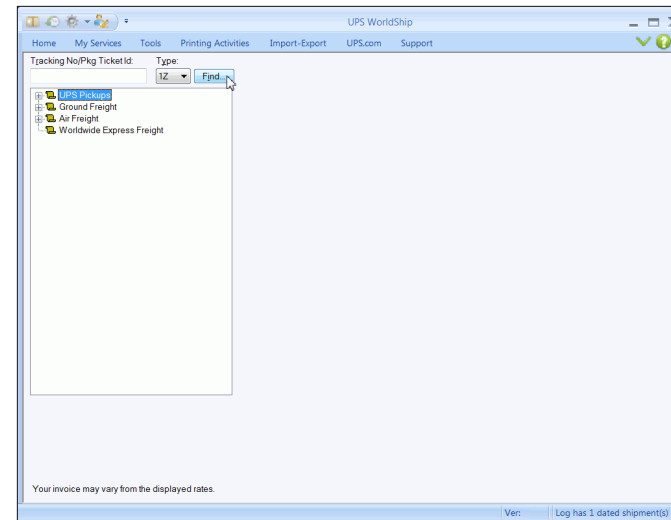 UPS WorldShip
Home My Services Tools Printing Activities Import-Export UPS.com Support
Tracking No/Pkg Ticket Id: Type:
1Z Find...
UPS Pickups
Ground Freight
Air Freight
Worldwide Express Freight
Your invoice may vary from the displayed rates.
Ver: Log has 1 dated shipment(s)